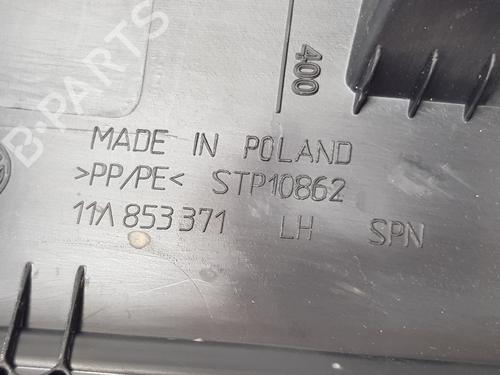 B-PARTS
400
MADE IN POLAND
>PP/PE< STP10862
11A 853 371 LH SPN